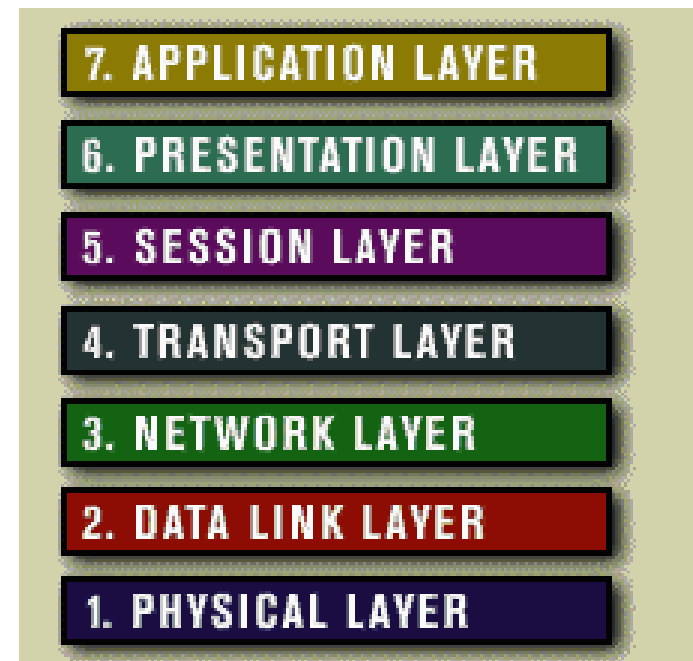 7. APPLICATION LAYER
6. PRESENTATION LAYER
5. SESSION LAYER
4. TRANSPORT LAYER
3. NETWORK LAYER
2. DATA LINK LAYER
1. PHYSICAL LAYER